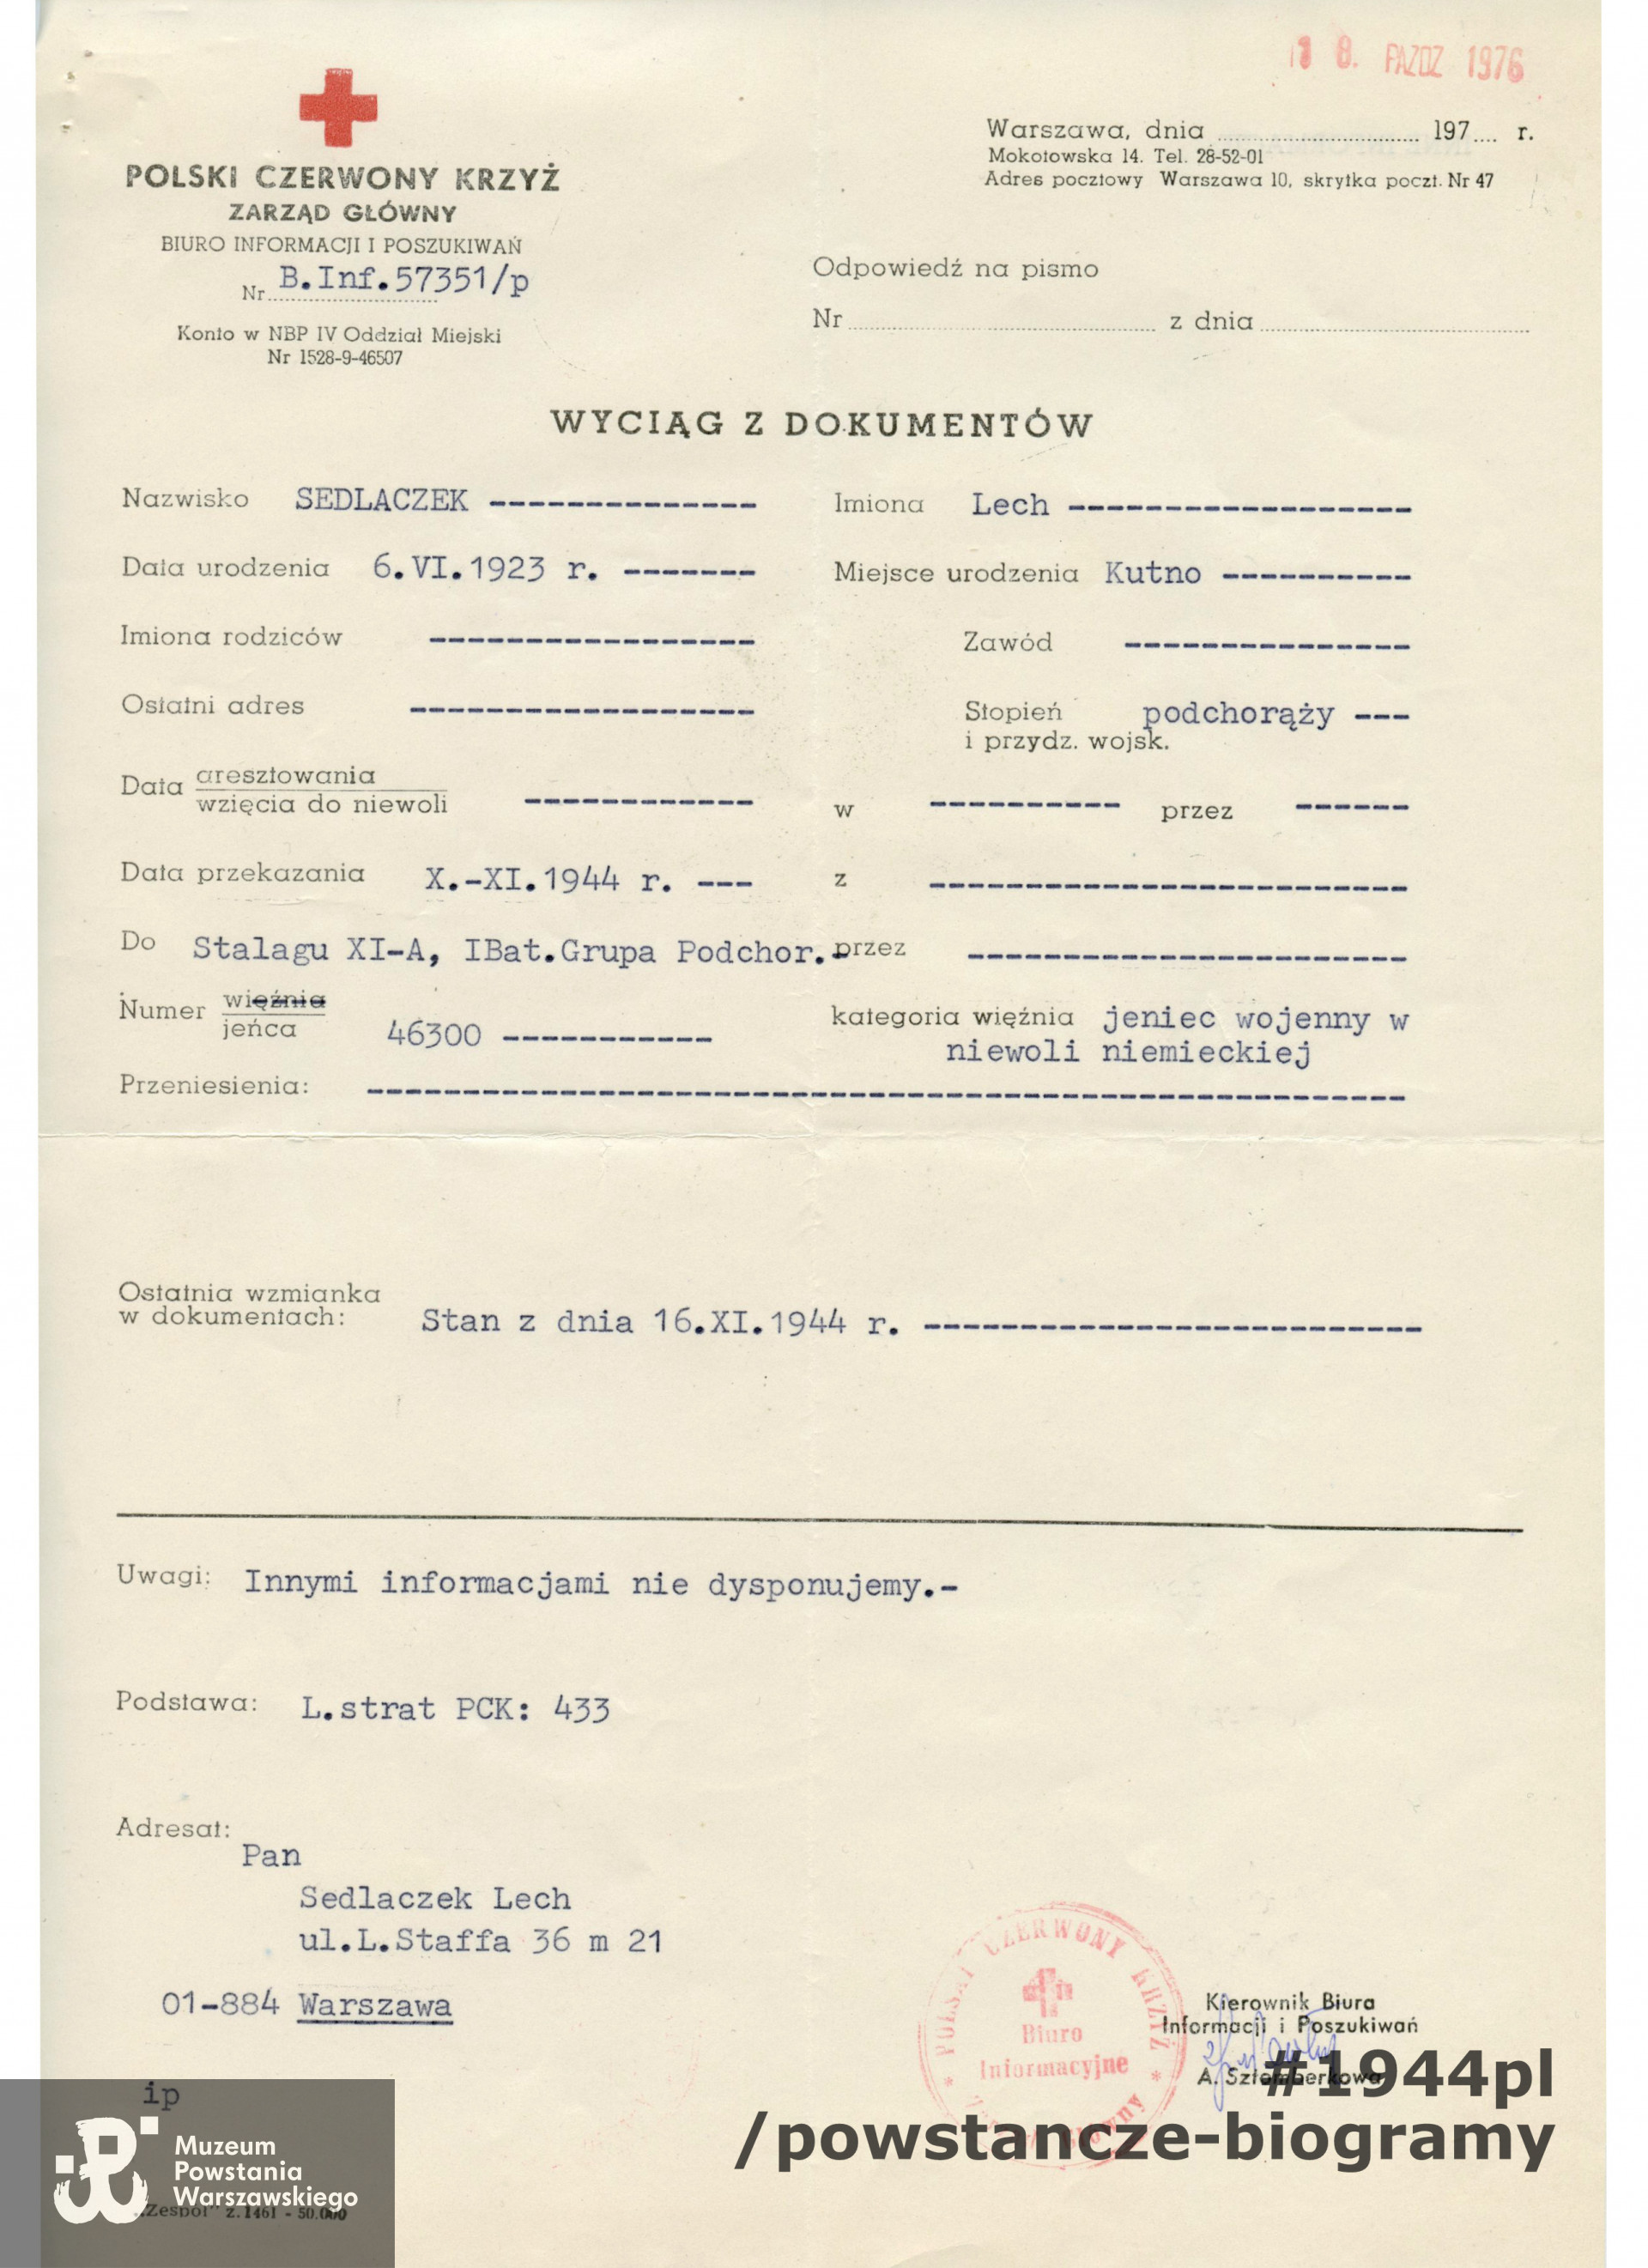 18. PAZDZ 1976
POLSKI CZERWONY KRZYŻ
ZARZĄD GŁÓWNY
BIURO INFORMACJI I POSZUKIWAŃ
Nr B.Inf.57351/p
Konto w NBP IV Oddział Miejski
Nr 1528-9-46507
Warszawa, dnia 197 r.
Mokotowska 14. Tel. 28-52-01
Adres pocztowy Warszawa 10, skrytka poczt. Nr 47
Odpowiedź na pismo
Nr z dnia
WYCIĄG Z DOKUMENTÓW
Nazwisko SEDLACZEK -------------- Imiona Lech ------------------
Data urodzenia 6.VI.1923 r. ------- Miejsce urodzenia Kutno ----------
Imiona rodziców ----------------- Zawód ---------------
Ostatni adres ------------------ Stopień podchorąży ---
i przydz. wojsk.
Data aresztowania
wzięcia do niewoli ------------ w ---------- przez ------
Data przekazania X.-XI.1944 r. --- z -------------------------
Do Stalagu XI-A, IBat.Grupa Podchor.- przez -----------------------
Numer więźnia
jeńca 46300 ----------- kategoria więźnia jeniec wojenny w
niewoli niemieckiej
Przeniesienia: ------------------------------------------------------
Ostatnia wzmianka
w dokumentach: Stan z dnia 16.XI.1944 r. --------------------------
Uwagi: Innymi informacjami nie dysponujemy.-
Podstawa: L.strat PCK: 433
Adresat:
Pan
Sedlaczek Lech
ul.L.Staffa 36 m 21
01-884 Warszawa
POLSKI CZERWONY KRZYŻ
Biuro
Informacyjne
Kierownik Biura
Informacji i Poszukiwań
A. Sztomberkowa
#1944pl
/powstancze-biogramy
ip
Muzeum
Powstania
Warszawskiego
„Zespół" z. 1461 - 50.000